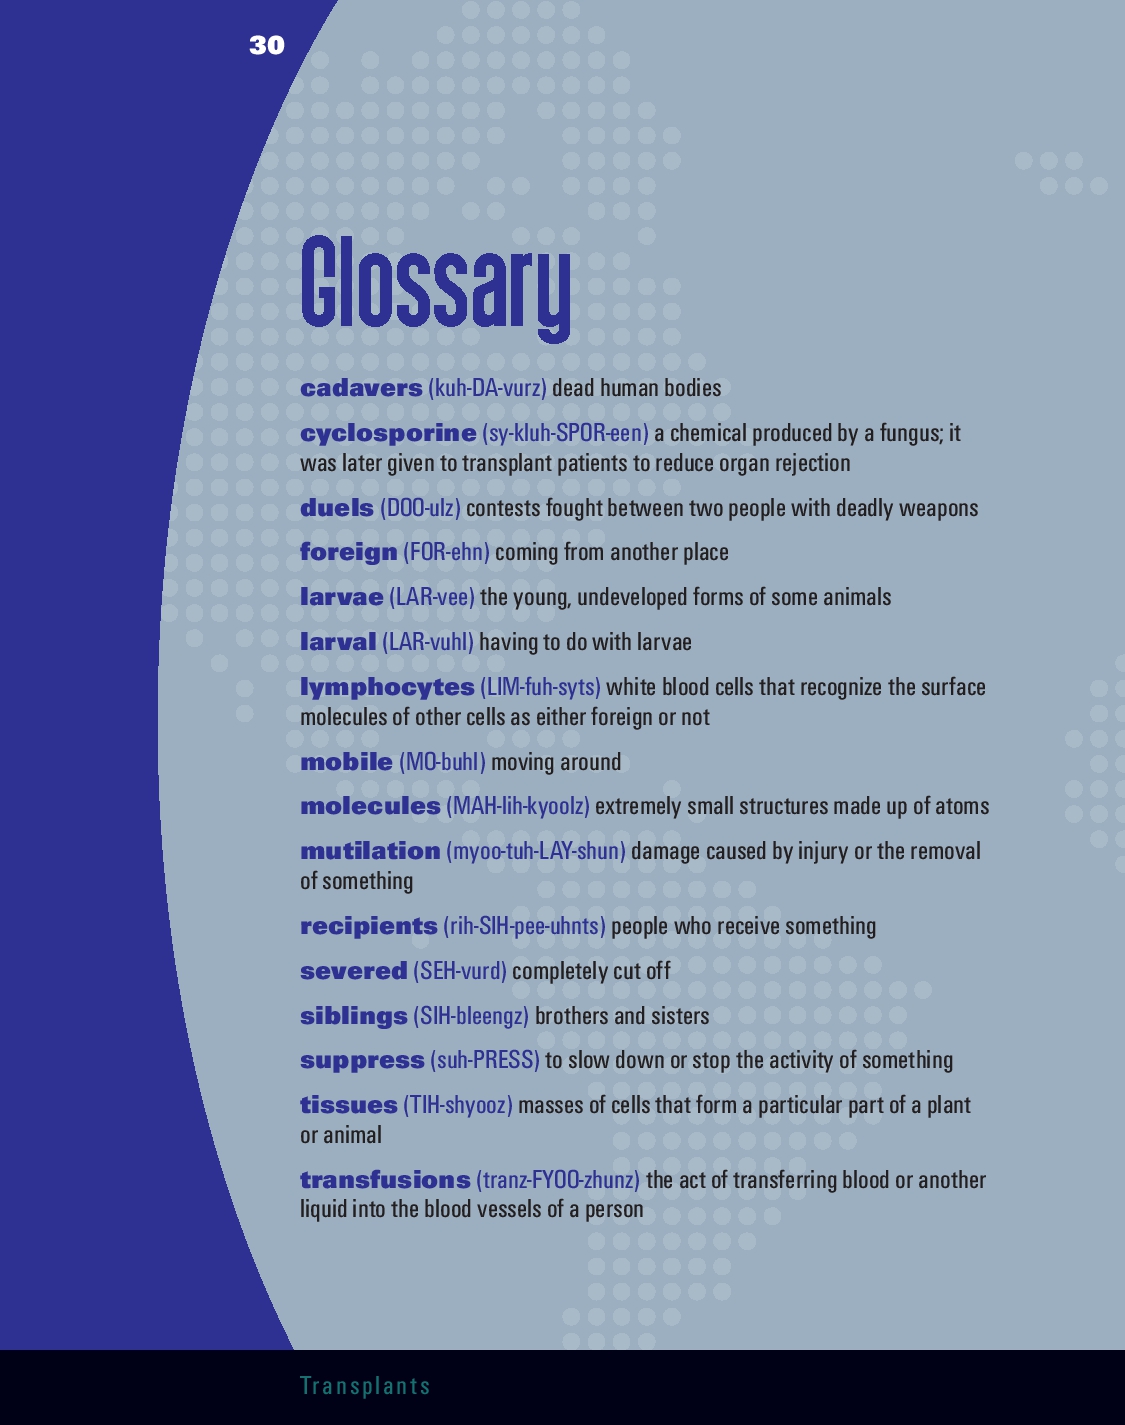 30
Glossary
cadavers (kuh-DA-vurz) dead human bodies
cyclosporine (sy-kluh-SPOR-een) a chemical produced by a fungus; it
was later given to transplant patients to reduce organ rejection
duels (DOO-ulz) contests fought between two people with deadly weapons
foreign (FOR-ehn) coming from another place
larvae (LAR-vee) the young, undeveloped forms of some animals
larval (LAR-vuhl) having to do with larvae
lymphocytes (LIM-fuh-syts) white blood cells that recognize the surface
molecules of other cells as either foreign or not
mobile (MO-buhl) moving around
molecules (MAH-lih-kyoolz) extremely small structures made up of atoms
mutilation (myoo-tuh-LAY-shun) damage caused by injury or the removal
of something
recipients (rih-SIH-pee-uhnts) people who receive something
severed (SEH-vurd) completely cut off
siblings (SIH-bleengz) brothers and sisters
suppress (suh-PRESS) to slow down or stop the activity of something
tissues (TIH-shyooz) masses of cells that form a particular part of a plant
or animal
transfusions (tranz-FYOO-zhunz) the act of transferring blood or another
liquid into the blood vessels of a person
Transplants